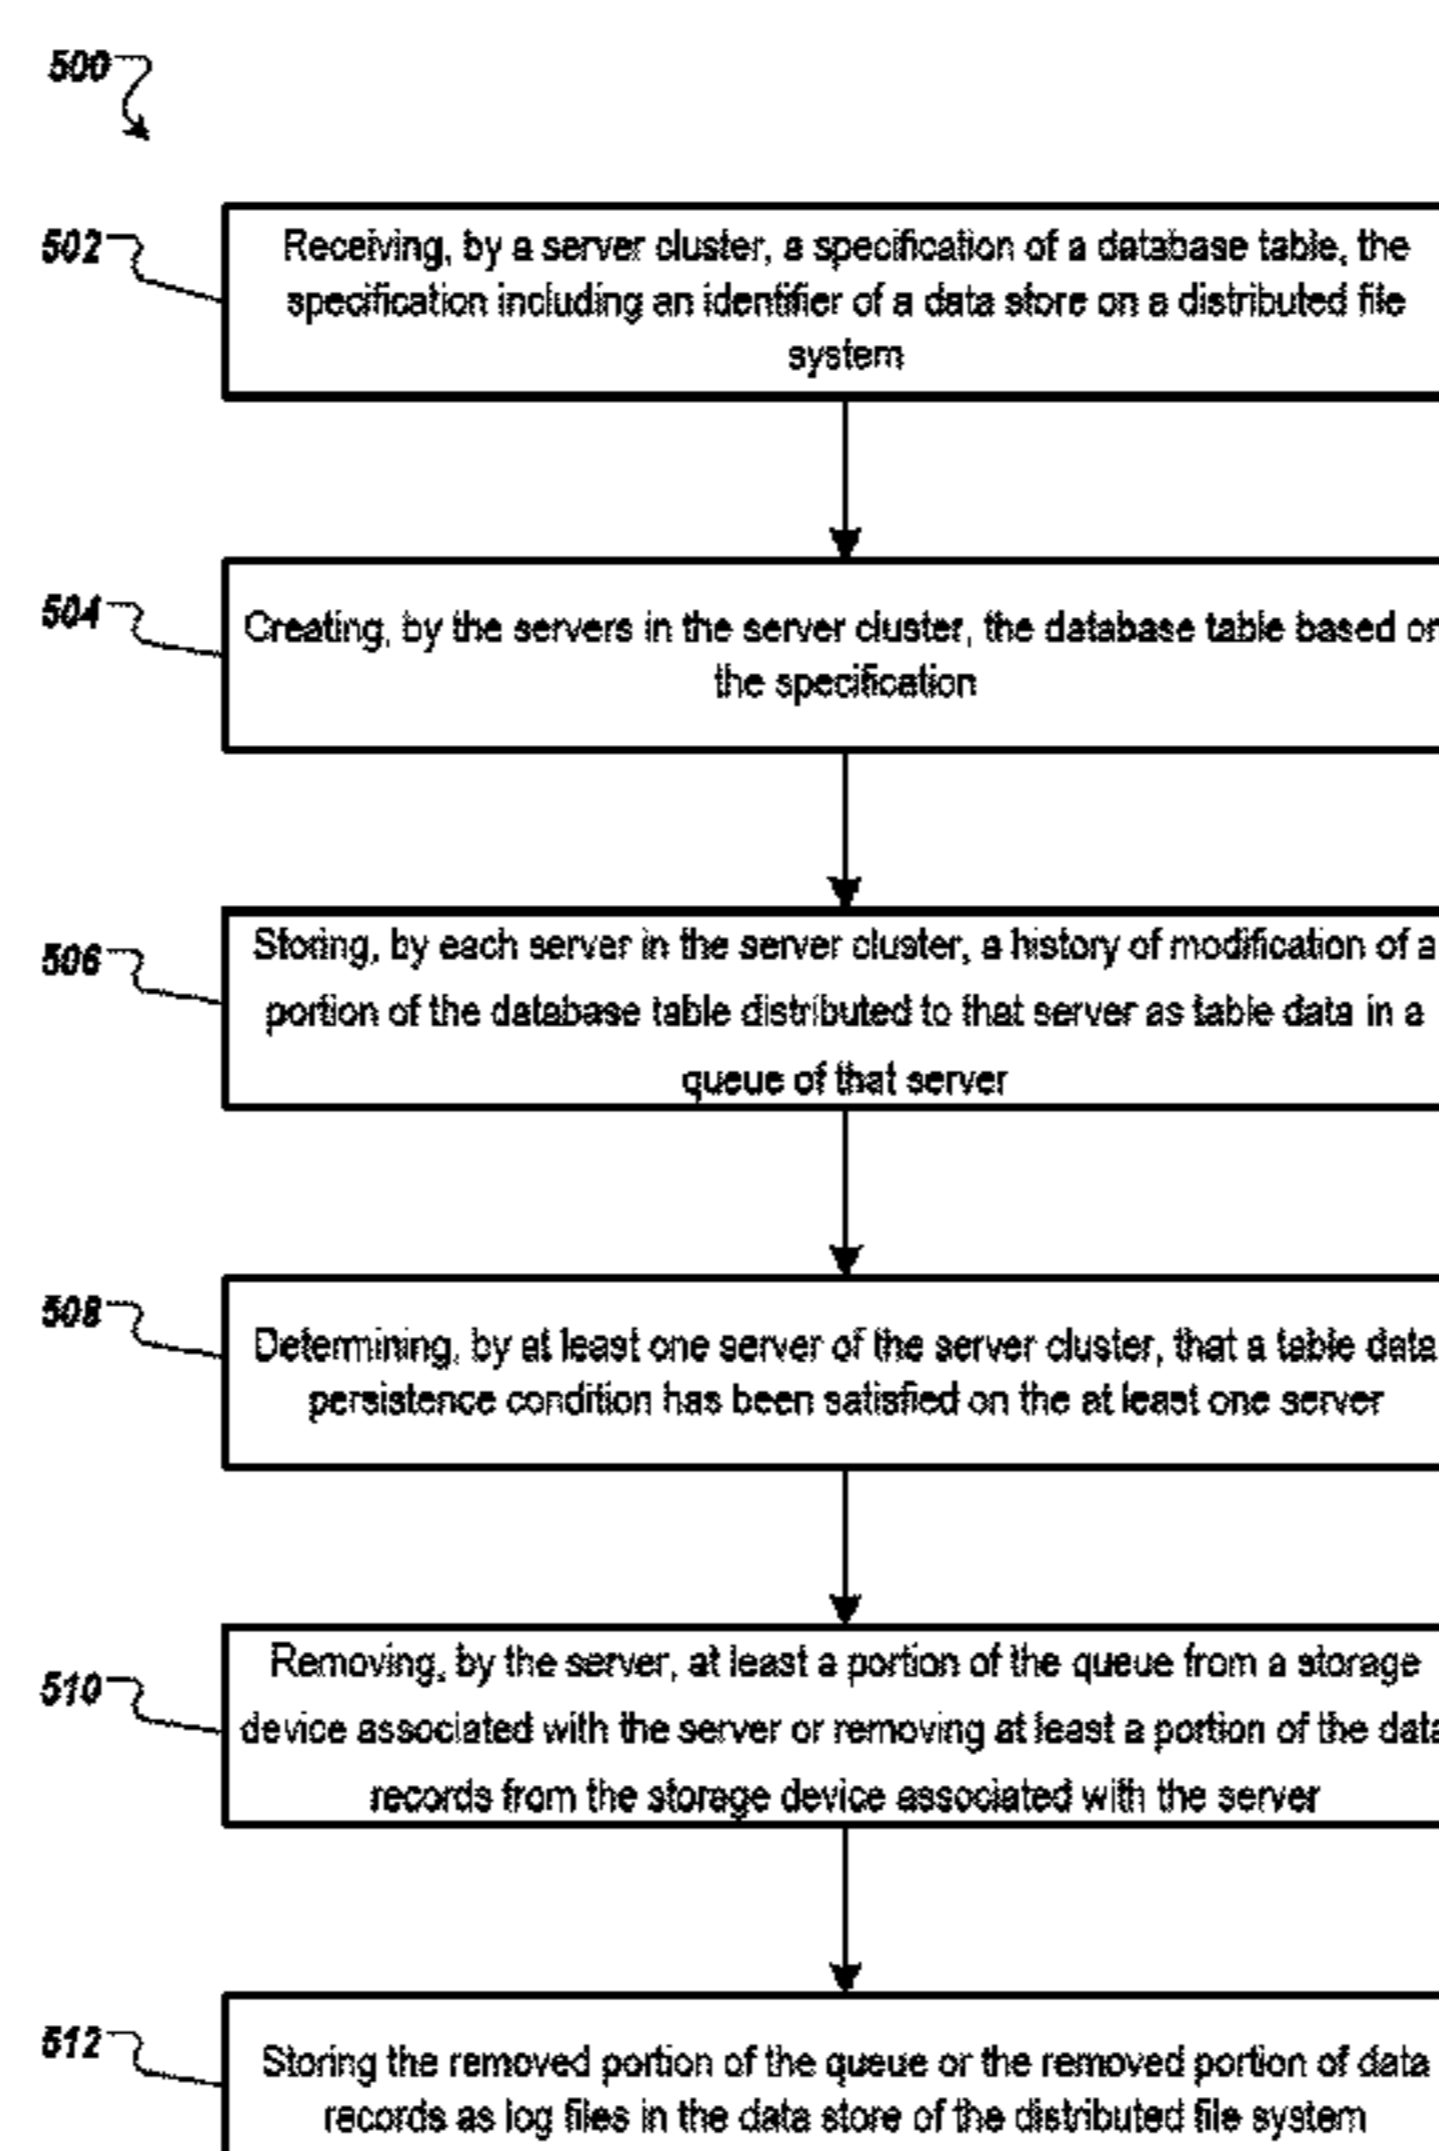 500
502
Receiving, by a server cluster, a specification of a database table, the
specification including an identifier of a data store on a distributed file
system
504
Creating, by the servers in the server cluster, the database table based on
the specification
506
Storing, by each server in the server cluster, a history of modification of a
portion of the database table distributed to that server as table data in a
queue of that server
508
Determining, by at least one server of the server cluster, that a table data
persistence condition has been satisfied on the at least one server
510
Removing, by the server, at least a portion of the queue from a storage
device associated with the server or removing at least a portion of the data
records from the storage device associated with the server
512
Storing the removed portion of the queue or the removed portion of data
records as log files in the data store of the distributed file system